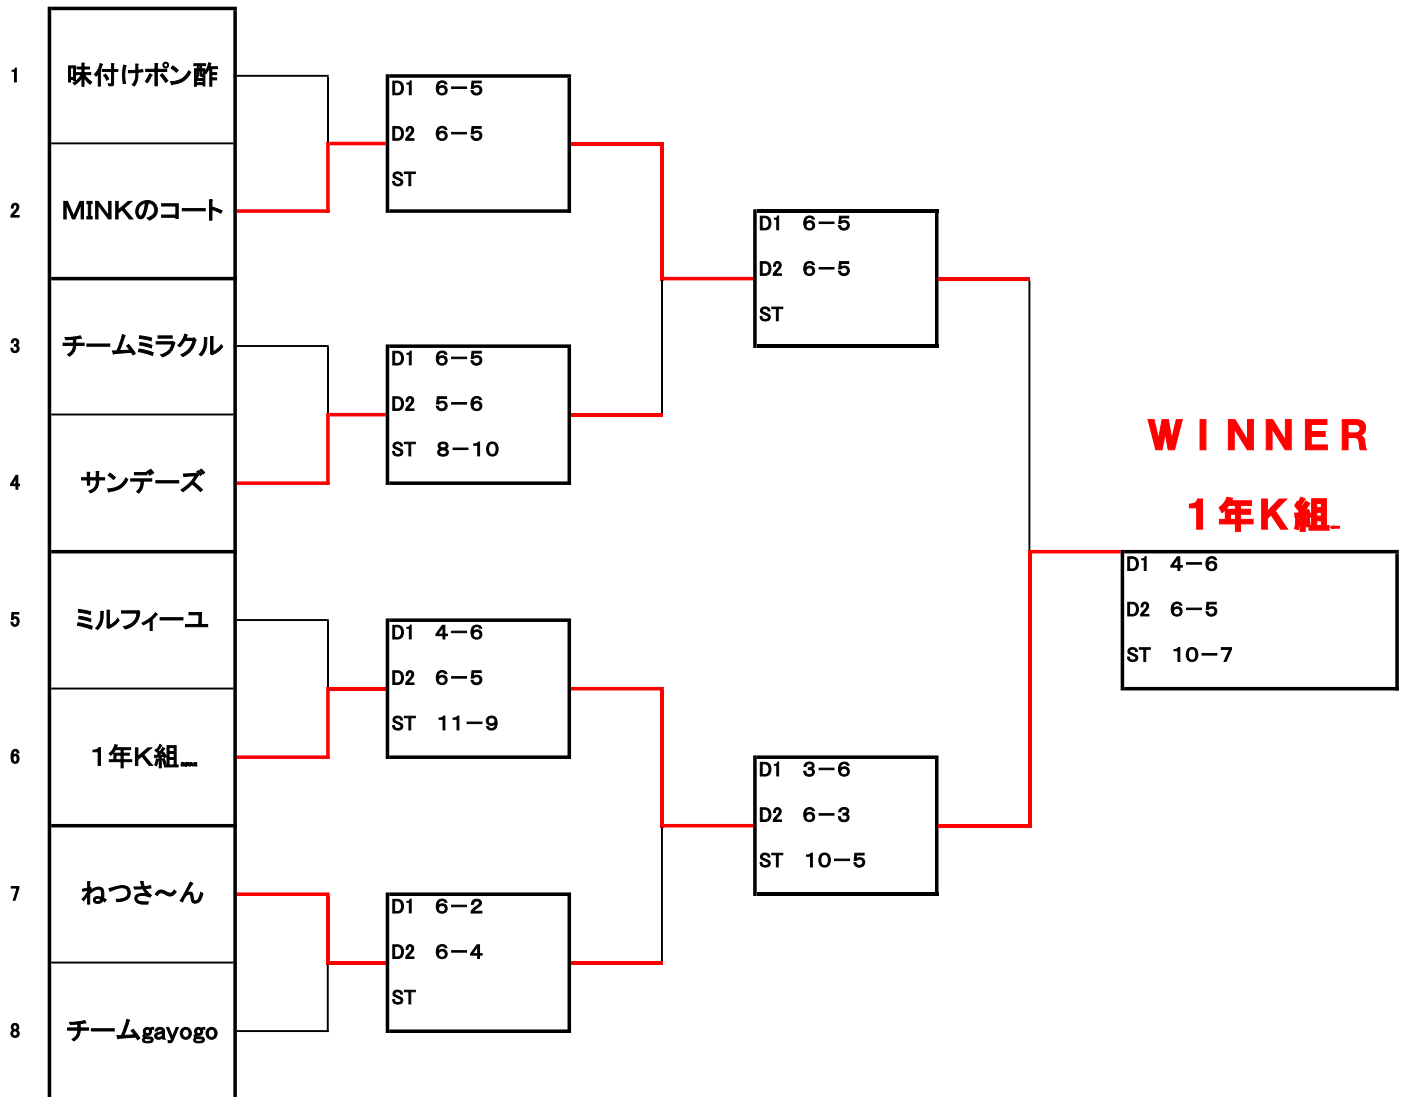 1
味付けポン酢
2
MINKのコート
3
チームミラクル
4
サンデーズ
5
ミルフィーユ
6
1年K組
7
ねつさ～ん
8
チームgayogo
D1 6－5
D2 6－5
ST
D1 6－5
D2 5－6
ST 8－10
D1 4－6
D2 6－5
ST 11－9
D1 6－2
D2 6－4
ST
D1 6－5
D2 6－5
ST
D1 3－6
D2 6－3
ST 10－5
WINNER
1年K組
D1 4－6
D2 6－5
ST 10－7